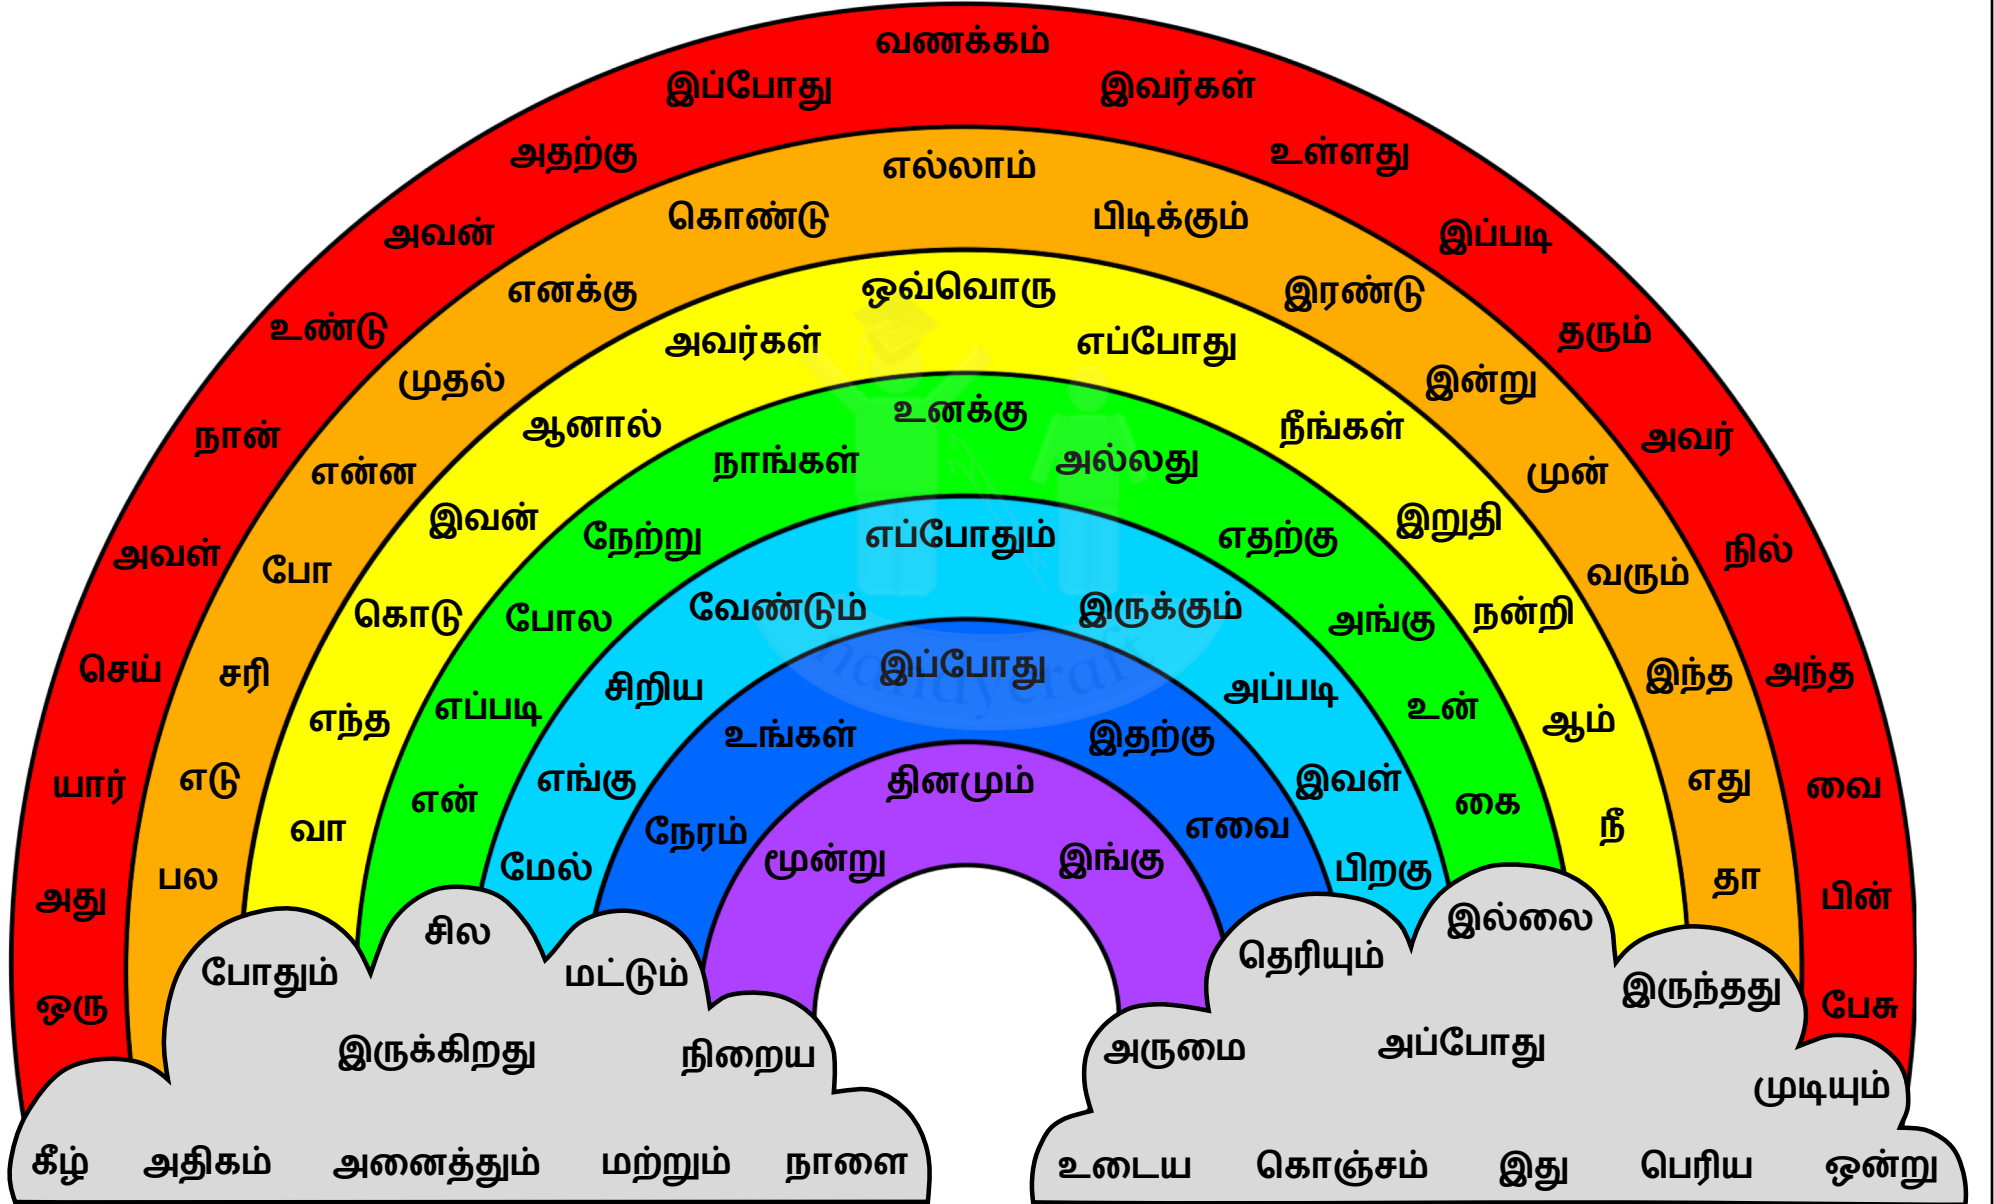 வணக்கம்
இப்போது
இவர்கள்
அதற்கு
உள்ளது
அவன்
இப்படி
உண்டு
தரும்
நான்
அவர்
அவள்
நில்
செய்
அந்த
யார்
வை
அது
பின்
ஒரு
பேசு
எல்லாம்
கொண்டு
பிடிக்கும்
எனக்கு
இரண்டு
முதல்
இன்று
என்ன
முன்
போ
வரும்
சரி
இந்த
எடு
எது
பல
தா
ஒவ்வொரு
அவர்கள்
எப்போது
ஆனால்
நீங்கள்
இவன்
இறுதி
கொடு
நன்றி
எந்த
ஆம்
வா
நீ
உனக்கு
நாங்கள்
அல்லது
நேற்று
எதற்கு
போல
அங்கு
எப்படி
உன்
என்
கை
எப்போதும்
வேண்டும்
இருக்கும்
சிறிய
அப்படி
எங்கு
இவள்
மேல்
பிறகு
இப்போது
உங்கள்
இதற்கு
நேரம்
எவை
தினமும்
மூன்று
இங்கு
சில
போதும்
மட்டும்
இருக்கிறது
நிறைய
கீழ் அதிகம் அனைத்தும் மற்றும் நாளை
இல்லை
தெரியும்
இருந்தது
அருமை
அப்போது
முடியும்
உடைய கொஞ்சம் இது பெரிய ஒன்று